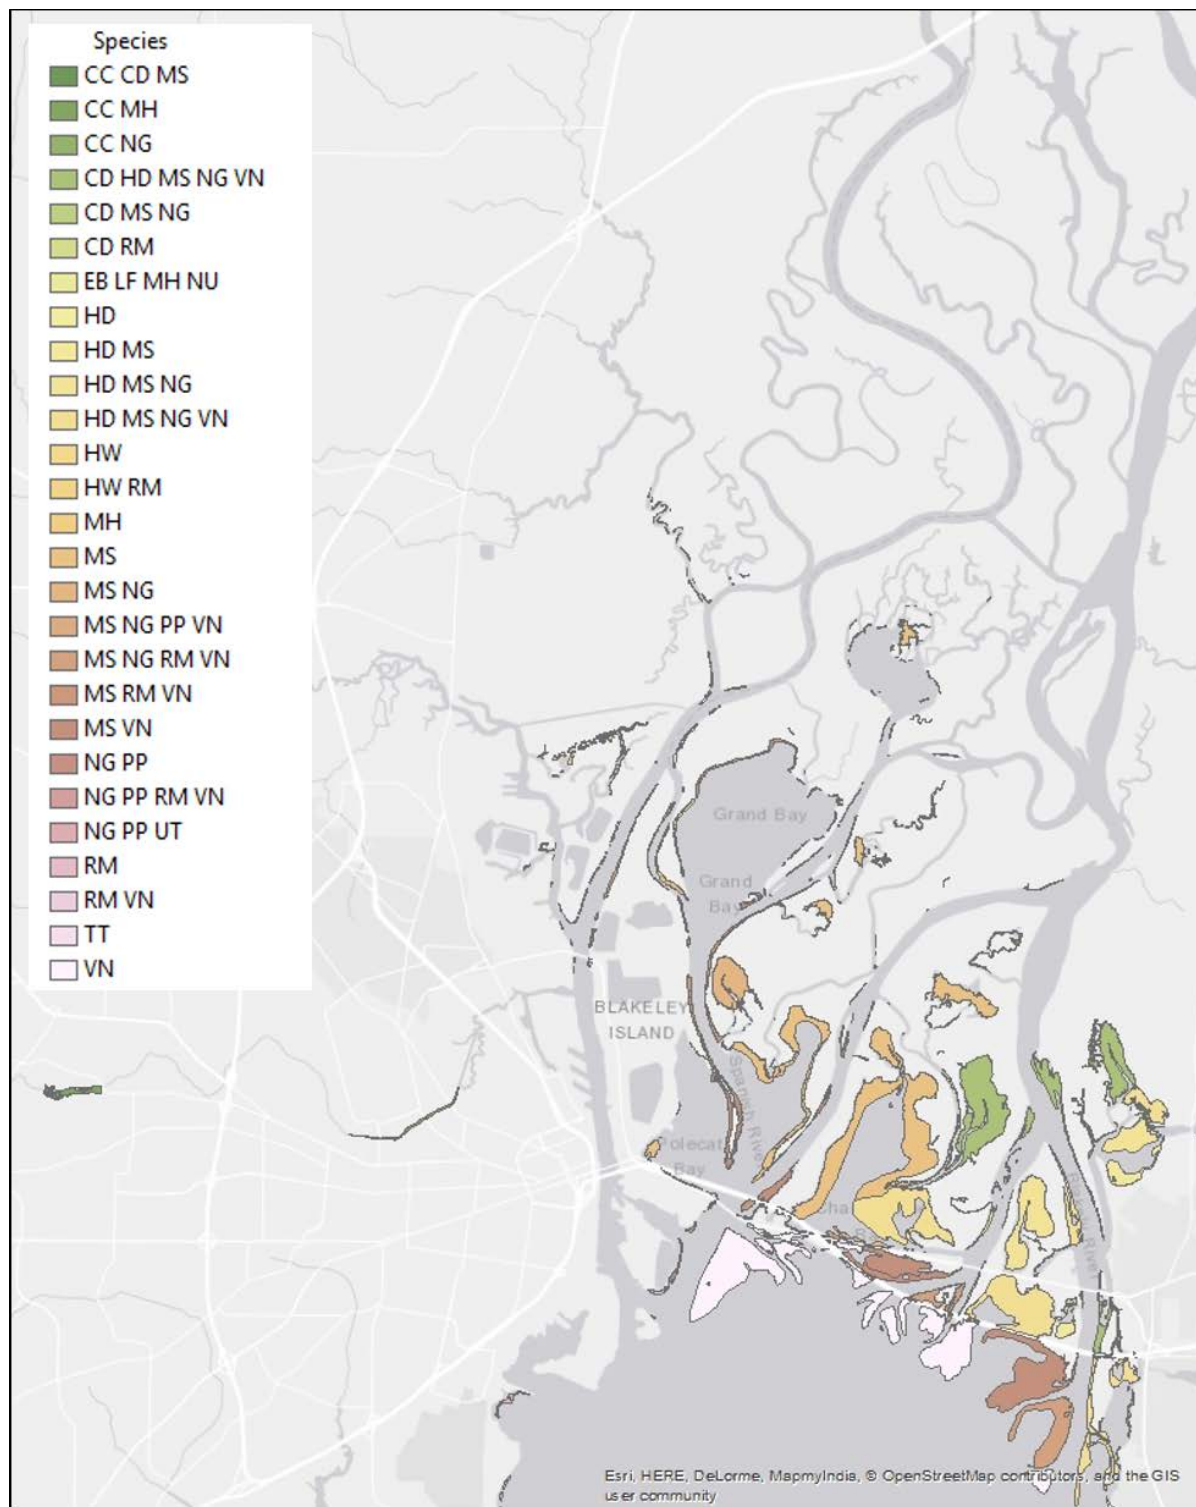 Species
CC CD MS
CC MH
CC NG
CD HD MS NG VN
CD MS NG
CD RM
EB LF MH NU
HD
HD MS
HD MS NG
HD MS NG VN
HW
HW RM
MH
MS
MS NG
MS NG PP VN
MS NG RM VN
MS RM VN
MS VN
NG PP
NG PP RM VN
NG PP UT
RM
RM VN
TT
VN
Grand Bay
Grand
Bay
BLAKELEY
ISLAND
Spanish River
Polecat
Bay
River
Esri, HERE, DeLorme, MapmyIndia, © OpenStreetMap contributors, and the GIS
user community